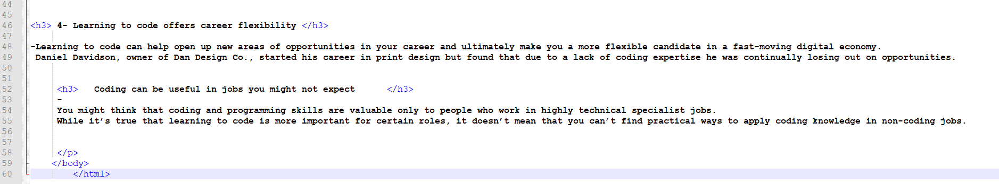 44
45
46 <h3> 4- Learning to code offers career flexibility </h3>
47
48 -Learning to code can help open up new areas of opportunities in your career and ultimately make you a more flexible candidate in a fast-moving digital economy.
49 Daniel Davidson, owner of Dan Design Co., started his career in print design but found that due to a lack of coding expertise he was continually losing out on opportunities.
50
51
52 <h3>   Coding can be useful in jobs you might not expect      </h3>
53 -
54 You might think that coding and programming skills are valuable only to people who work in highly technical specialist jobs.
55 While it’s true that learning to code is more important for certain roles, it doesn’t mean that you can’t find practical ways to apply coding knowledge in non-coding jobs.
56
57
58 </p>
59 </body>
60 </html>